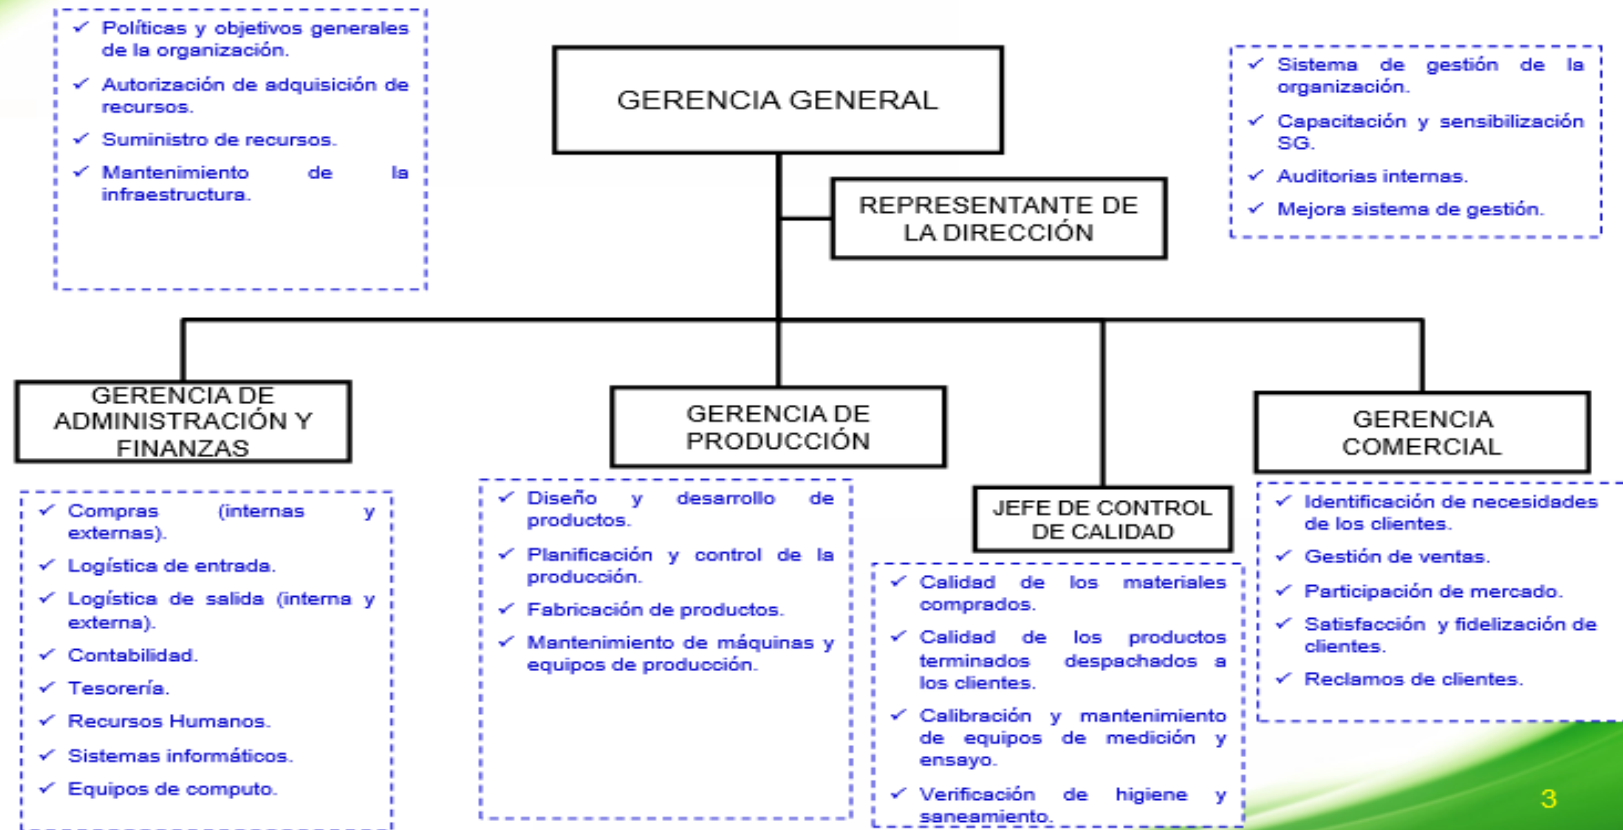 ✓ Políticas y objetivos generales
de la organización.
✓ Autorización de adquisición de
recursos.
✓ Suministro de recursos.
✓ Mantenimiento de la
infraestructura.
GERENCIA GENERAL
✓ Sistema de gestión de la
organización.
✓ Capacitación y sensibilización
SG.
✓ Auditorias internas.
✓ Mejora sistema de gestión.
REPRESENTANTE DE
LA DIRECCIÓN
GERENCIA DE
ADMINISTRACIÓN Y
FINANZAS
✓ Compras (internas y
externas).
✓ Logística de entrada.
✓ Logística de salida (interna y
externa).
✓ Contabilidad.
✓ Tesorería.
✓ Recursos Humanos.
✓ Sistemas informáticos.
✓ Equipos de computo.
GERENCIA DE
PRODUCCIÓN
✓ Diseño y desarrollo de
productos.
✓ Planificación y control de la
producción.
✓ Fabricación de productos.
✓ Mantenimiento de máquinas y
equipos de producción.
JEFE DE CONTROL
DE CALIDAD
✓ Calidad de los materiales
comprados.
✓ Calidad de los productos
terminados despachados a
los clientes.
✓ Calibración y mantenimiento
de equipos de medición y
ensayo.
✓ Verificación de higiene y
saneamiento.
GERENCIA
COMERCIAL
✓ Identificación de necesidades
de los clientes.
✓ Gestión de ventas.
✓ Participación de mercado.
✓ Satisfacción y fidelización de
clientes.
✓ Reclamos de clientes.
3